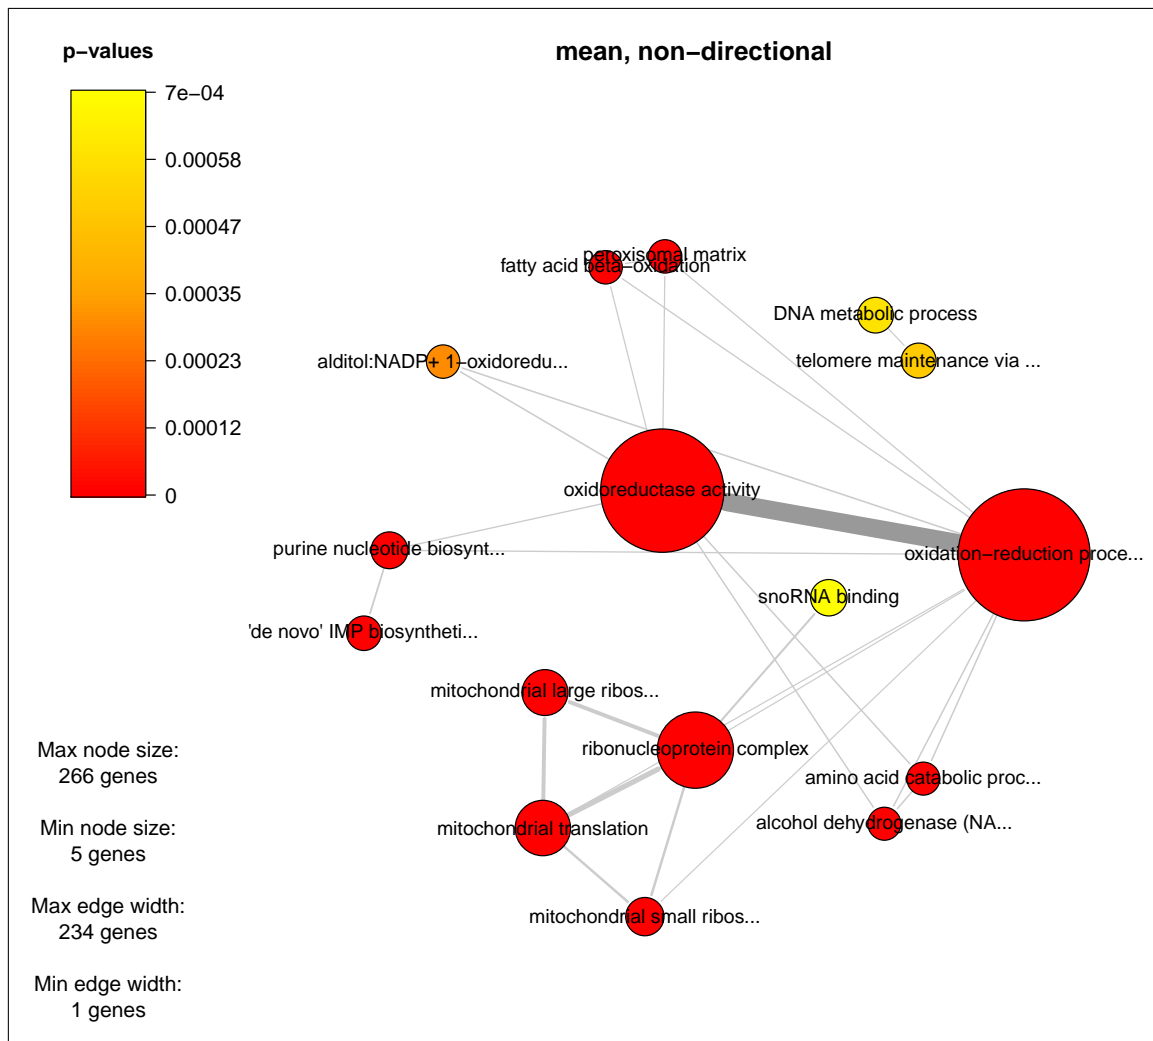 p−values
mean, non−directional
7e−04
0.00058
0.00047
0.00035
0.00023
0.00012
0
peroxisomal matrix
fatty acid beta−oxidation
DNA metabolic process
telomere maintenance via ...
alditol:NADP+ 1−oxidoredu...
oxidoreductase activity
purine nucleotide biosynt...
oxidation−reduction proce...
snoRNA binding
'de novo' IMP biosyntheti...
mitochondrial large ribos...
ribonucleoprotein complex
amino acid catabolic proc...
alcohol dehydrogenase (NA...
mitochondrial translation
mitochondrial small ribos...
Max node size:
266 genes
Min node size:
5 genes
Max edge width:
234 genes
Min edge width:
1 genes